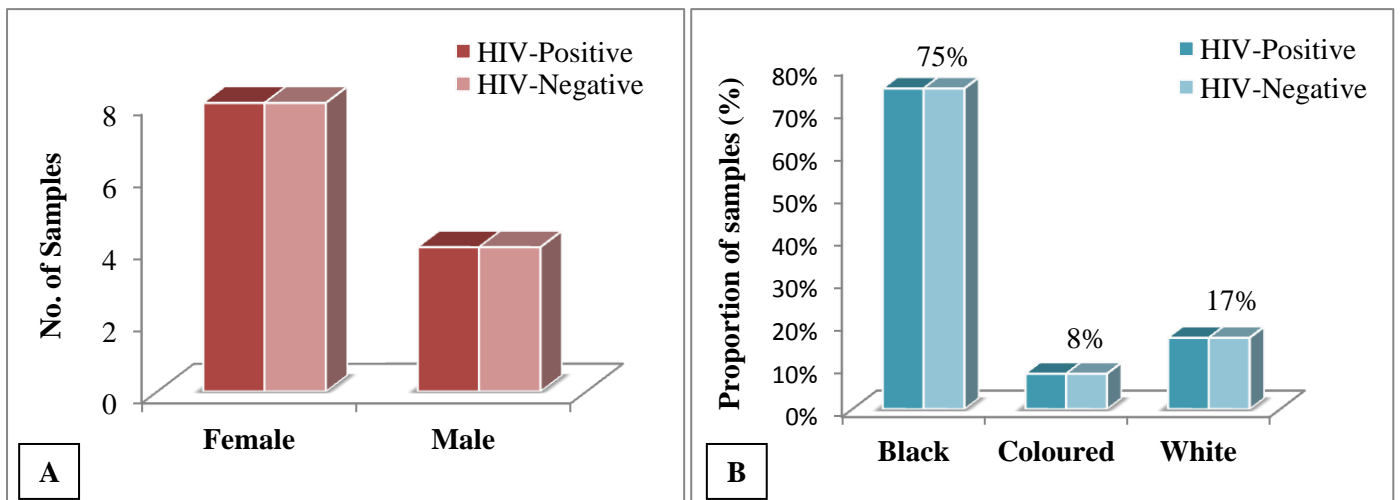 HIV-Positive
HIV-Negative
No. of Samples
8
6
4
2
0
Female Male
A
HIV-Positive
HIV-Negative
Proportion of samples (%)
80%
70%
60%
50%
40%
30%
20%
10%
0%
75%
8%
17%
Black Coloured White
B